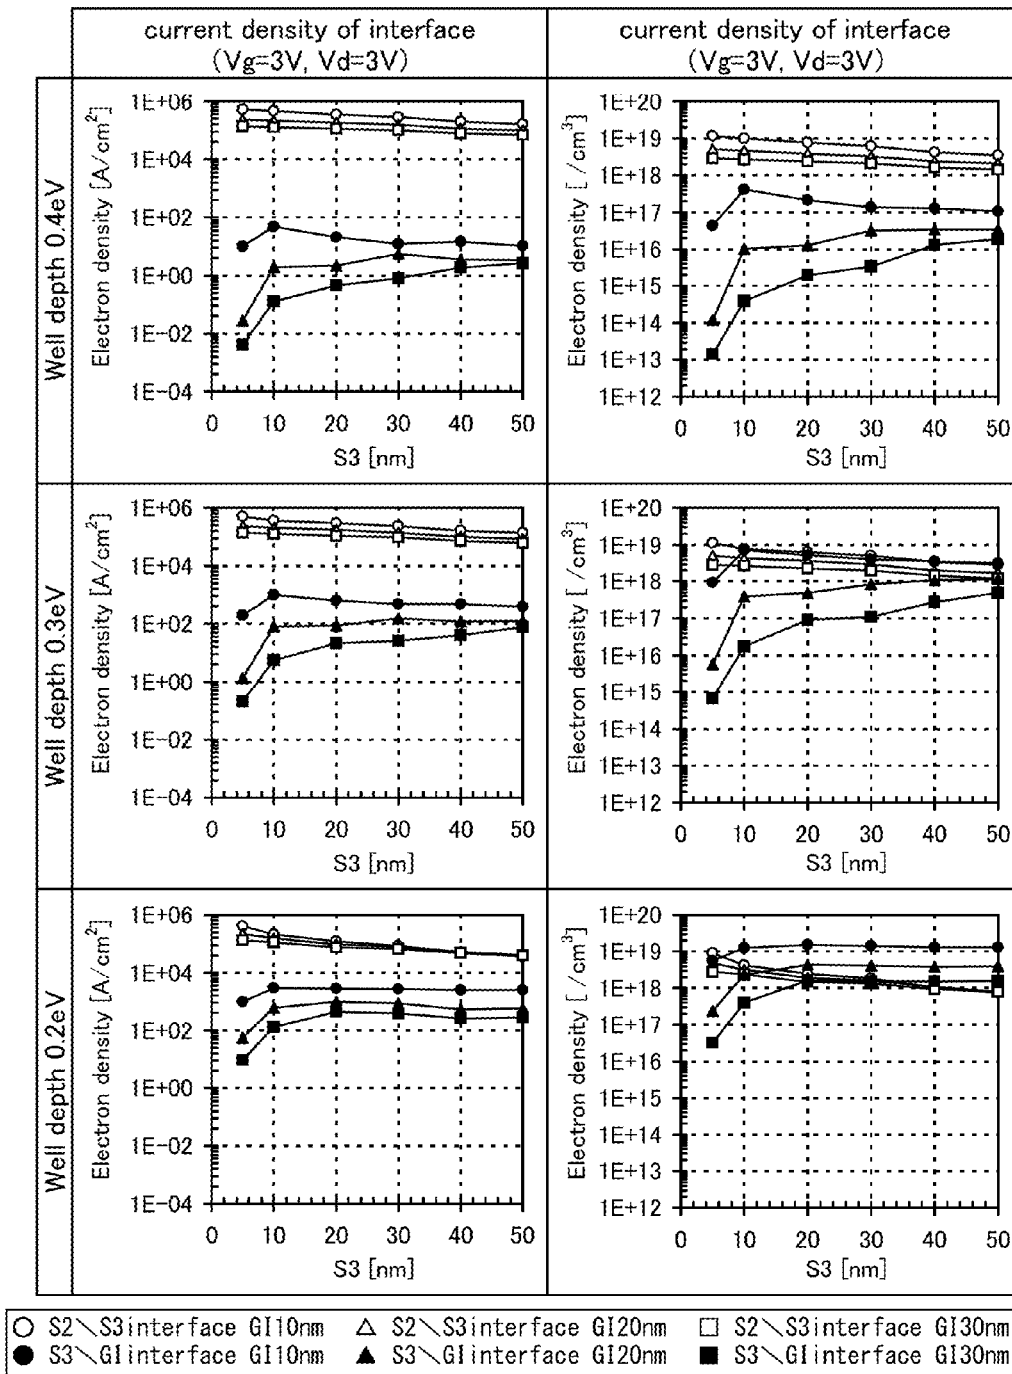 current density of interface
(Vg=3V, Vd=3V)
current density of interface
(Vg=3V, Vd=3V)
Well depth 0.4eV
Electron density [A/cm²]
1E+06
1E+04
1E+02
1E+00
1E-02
1E-04
0 10 20 30 40 50
S3 [nm]
Electron density [ /cm³]
1E+20
1E+19
1E+18
1E+17
1E+16
1E+15
1E+14
1E+13
1E+12
0 10 20 30 40 50
S3 [nm]
Well depth 0.3eV
Electron density [A/cm²]
1E+06
1E+04
1E+02
1E+00
1E-02
1E-04
0 10 20 30 40 50
S3 [nm]
Electron density [ /cm³]
1E+20
1E+19
1E+18
1E+17
1E+16
1E+15
1E+14
1E+13
1E+12
0 10 20 30 40 50
S3 [nm]
Well depth 0.2eV
Electron density [A/cm²]
1E+06
1E+04
1E+02
1E+00
1E-02
1E-04
0 10 20 30 40 50
S3 [nm]
Electron density [ /cm³]
1E+20
1E+19
1E+18
1E+17
1E+16
1E+15
1E+14
1E+13
1E+12
0 10 20 30 40 50
S3 [nm]
S2\S3interface GI10nm S2\S3interface GI20nm S2\S3interface GI30nm
S3\GIinterface GI10nm S3\GIinterface GI20nm S3\GIinterface GI30nm